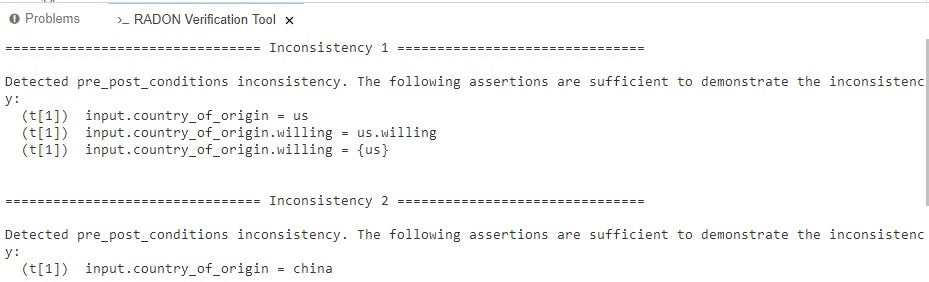 Problems >_ RADON Verification Tool ×
================================ Inconsistency 1 ===============================
Detected pre_post_conditions inconsistency. The following assertions are sufficient to demonstrate the inconsistenc
y:
(t[1]) input.country_of_origin = us
(t[1]) input.country_of_origin.willing = us.willing
(t[1]) input.country_of_origin.willing = {us}
================================ Inconsistency 2 ===============================
Detected pre_post_conditions inconsistency. The following assertions are sufficient to demonstrate the inconsistenc
y:
(t[1]) input.country_of_origin = china